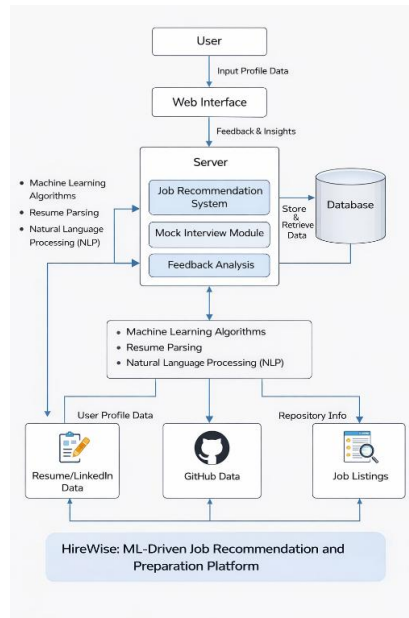 User
Input Profile Data
Web Interface
Feedback & Insights
Server
Job Recommendation
System
Mock Interview Module
Feedback Analysis
Store
&
Retrieve
Data
Database
• Machine Learning
Algorithms
• Resume Parsing
• Natural Language
Processing (NLP)
• Machine Learning Algorithms
• Resume Parsing
• Natural Language Processing (NLP)
User Profile Data
Repository Info
Resume/LinkedIn
Data
GitHub Data
Job Listings
HireWise: ML-Driven Job Recommendation and
Preparation Platform